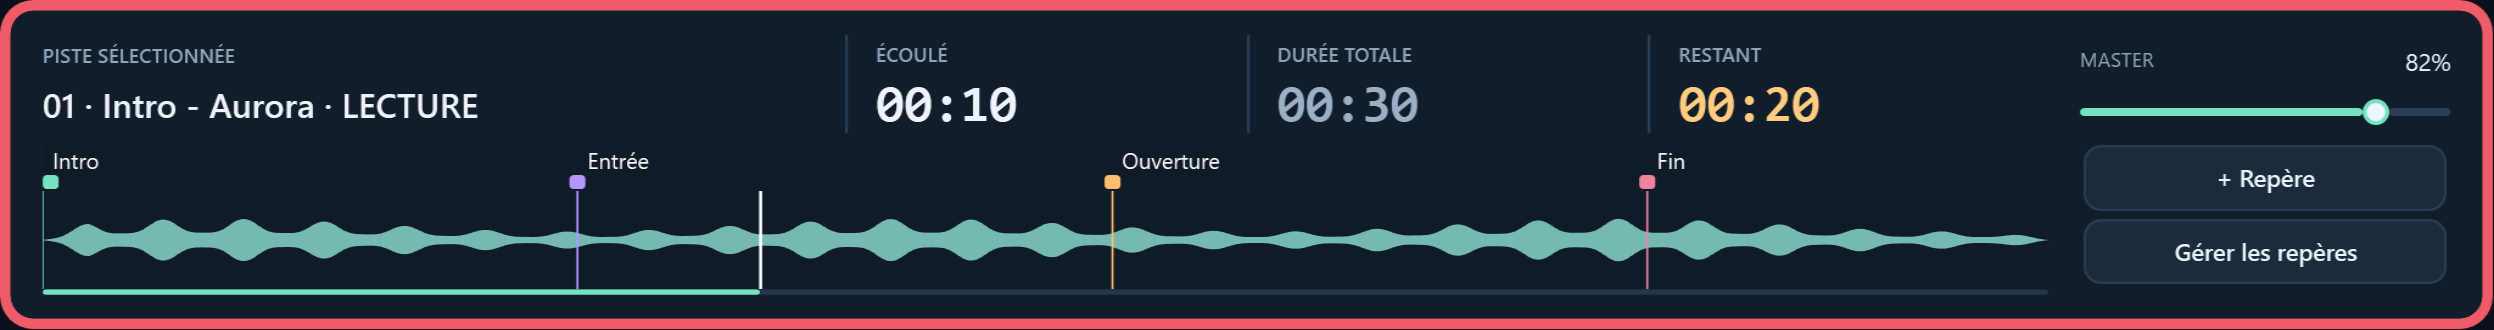 PISTE SÉLECTIONNÉE
01 · Intro - Aurora · LECTURE
ÉCOULÉ
00:10
DURÉE TOTALE
00:30
RESTANT
00:20
MASTER
82%
Intro
Entrée
Ouverture
Fin
+ Repère
Gérer les repères